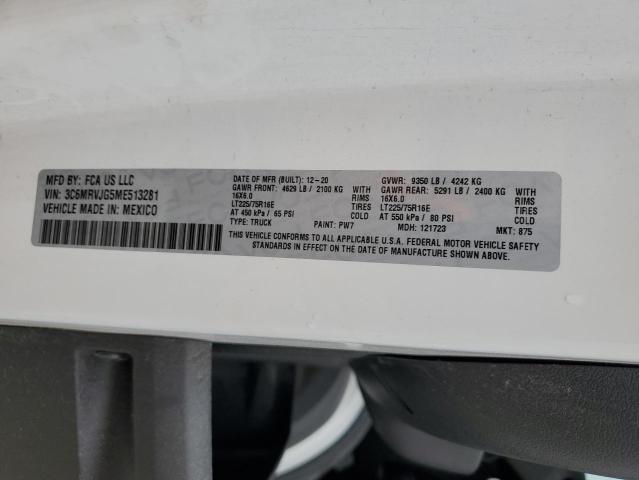 MFD BY: FCA US LLC
VIN: 3C6MRVJG5ME513281
VEHICLE MADE IN: MEXICO
DATE OF MFR (BUILT): 12-20
GAWR FRONT: 4629 LB / 2100 KG
16X6.0 RIMS
LT225/75R16E TIRES
AT 450 kPa / 65 PSI COLD
TYPE: TRUCK PAINT: PW7
GVWR: 9350 LB / 4242 KG
GAWR REAR: 5291 LB / 2400 KG
16X6.0 RIMS
LT225/75R16E TIRES
AT 550 kPa / 80 PSI COLD
MDH: 121723 MKT: 875
THIS VEHICLE CONFORMS TO ALL APPLICABLE U.S.A. FEDERAL MOTOR VEHICLE SAFETY
STANDARDS IN EFFECT ON THE DATE OF MANUFACTURE SHOWN ABOVE.